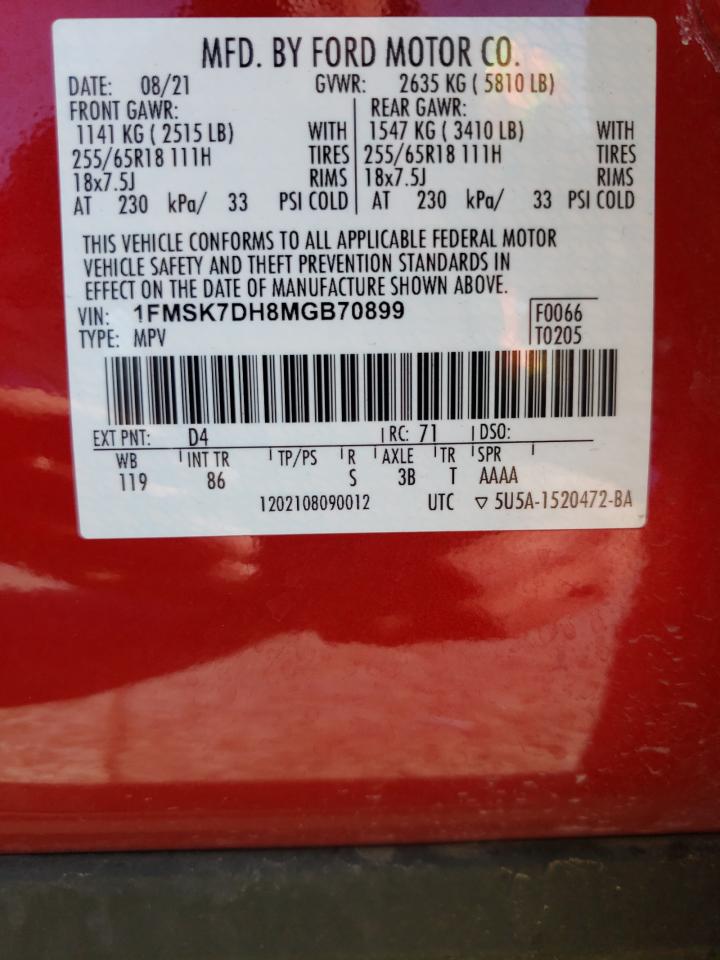 MFD. BY FORD MOTOR CO.
DATE: 08/21 GVWR: 2635 KG ( 5810 LB)
FRONT GAWR: REAR GAWR:
1141 KG ( 2515 LB) WITH 1547 KG ( 3410 LB) WITH
255/65R18 111H TIRES 255/65R18 111H TIRES
18x7.5J RIMS 18x7.5J RIMS
AT 230 kPa/ 33 PSI COLD AT 230 kPa/ 33 PSI COLD
THIS VEHICLE CONFORMS TO ALL APPLICABLE FEDERAL MOTOR
VEHICLE SAFETY AND THEFT PREVENTION STANDARDS IN
EFFECT ON THE DATE OF MANUFACTURE SHOWN ABOVE.
VIN: 1FMSK7DH8MGB70899 F0066
TYPE: MPV T0205
EXT PNT: D4 RC: 71 DSO:
WB INT TR TP/PS R AXLE TR SPR
119 86 S 3B T AAAA
1202108090012 UTC ▽ 5U5A-1520472-BA